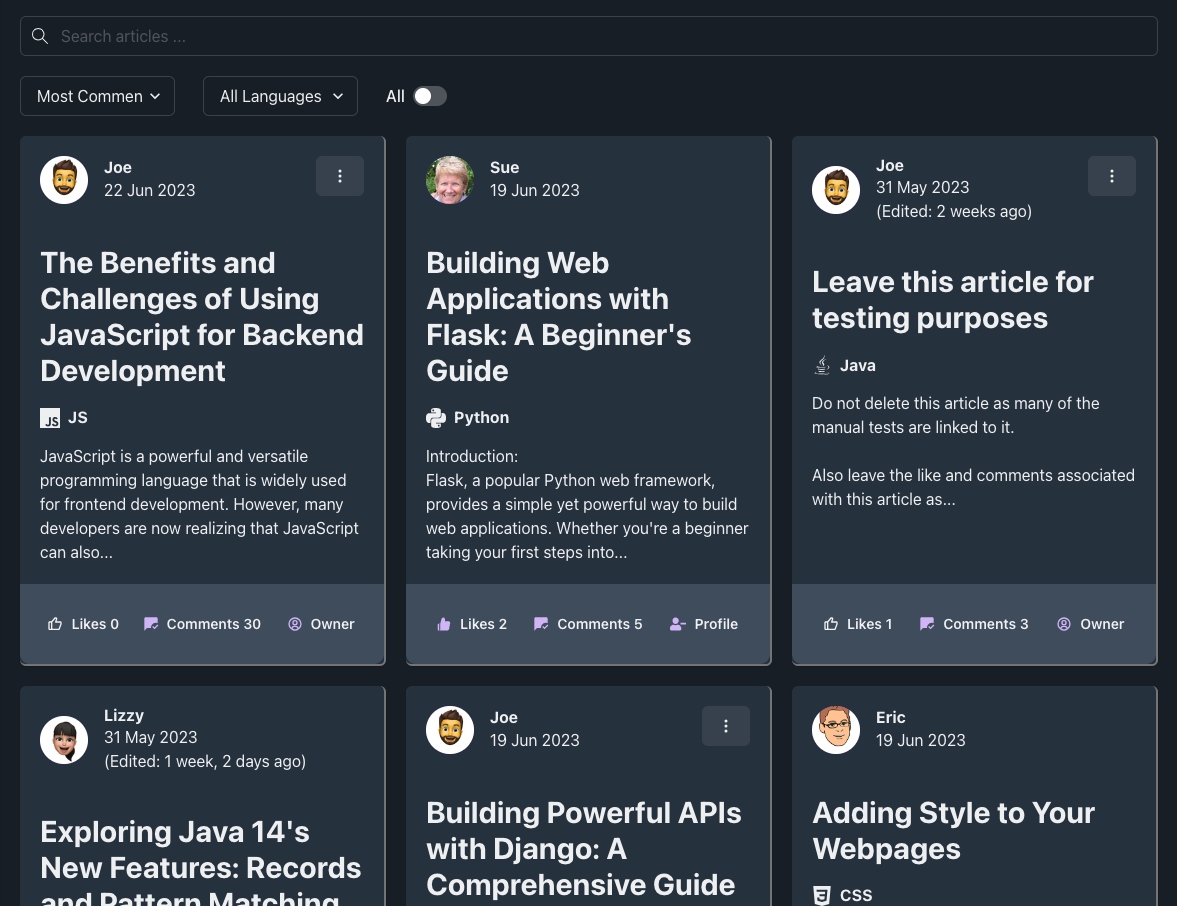 Search articles ...
Most Commen
All Languages
All
Joe
22 Jun 2023
The Benefits and
Challenges of Using
JavaScript for Backend
Development
JS JS
JavaScript is a powerful and versatile
programming language that is widely used
for frontend development. However, many
developers are now realizing that JavaScript
can also...
Likes 0 Comments 30 Owner
Sue
19 Jun 2023
Building Web
Applications with
Flask: A Beginner's
Guide
Python
Introduction:
Flask, a popular Python web framework,
provides a simple yet powerful way to build
web applications. Whether you're a beginner
taking your first steps into...
Likes 2 Comments 5 Profile
Joe
31 May 2023
(Edited: 2 weeks ago)
Leave this article for
testing purposes
Java
Do not delete this article as many of the
manual tests are linked to it.
Also leave the like and comments associated
with this article as...
Likes 1 Comments 3 Owner
Lizzy
31 May 2023
(Edited: 1 week, 2 days ago)
Exploring Java 14's
New Features: Records
and Pattern Matching
Joe
19 Jun 2023
Building Powerful APIs
with Django: A
Comprehensive Guide
Eric
19 Jun 2023
Adding Style to Your
Webpages
CSS